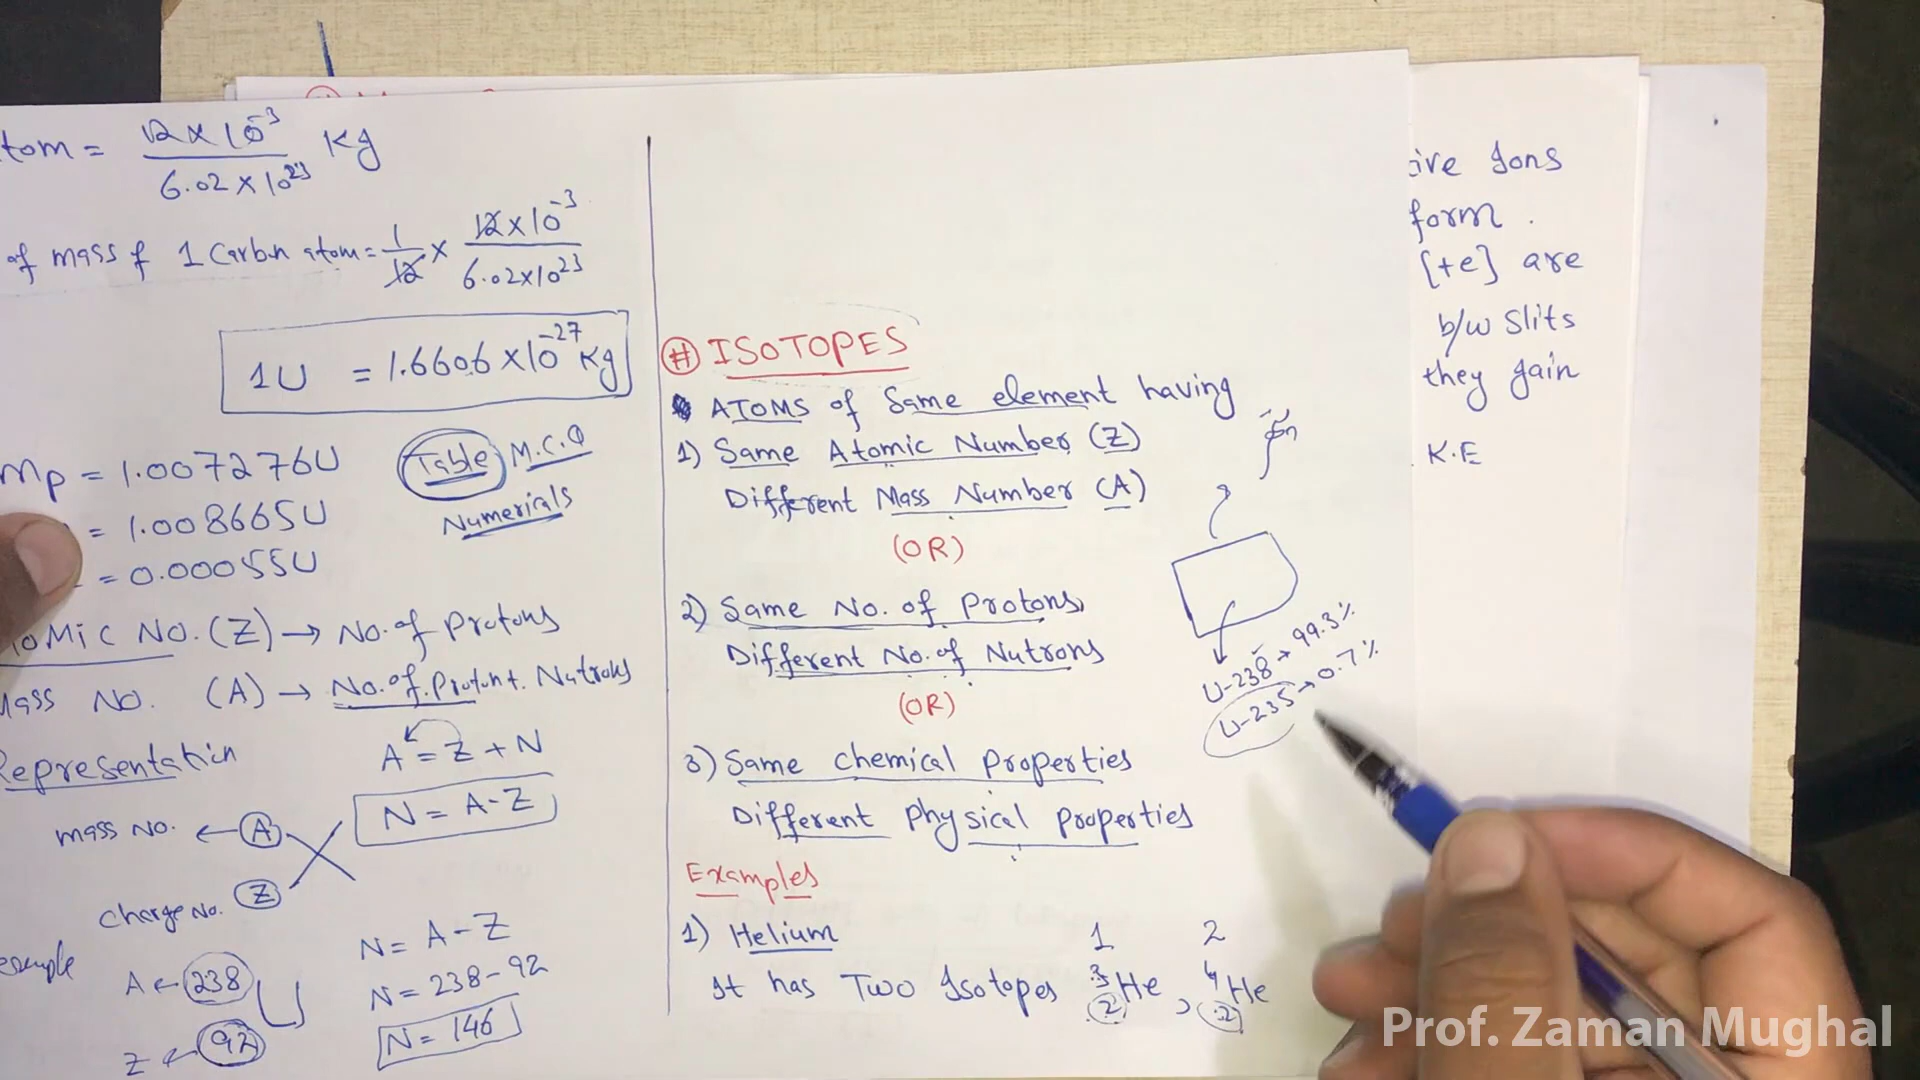 tom = 12×10⁻³ / 6.02×10²³ Kg
of mass of 1 Carbon atom = 1/12 × 12×10⁻³ / 6.02×10²³
1U = 1.6606×10⁻²⁷ Kg
Mp = 1.007276U
= 1.008665U
= 0.00055U
Table M.C.Q
Numericals
oMiC NO. (Z) → No. of Protons
Mass No. (A) → No. of Proton + Nutrons
Representation
A = Z + N
N = A-Z
mass No. ← A
Charge No. Z
example
A ← 238 U
Z ← 92
N = A-Z
N = 238-92
N = 146
# ISOTOPES
ATOMS of Same element having
1) Same Atomic Number (Z)
Different Mass Number (A)
(OR)
2) Same No. of Protons,
Different No. of Nutrons
(OR)
3) Same chemical Properties
Different Physical Properties
Examples
1) Helium 1 2
It has Two Isotopes ³₂He , ⁴₂He
U-238 → 99.3%
U-235 → 0.7%
ive Ions
form .
[+e] are
b/w Slits
they gain
K.E
Prof. Zaman Mughal